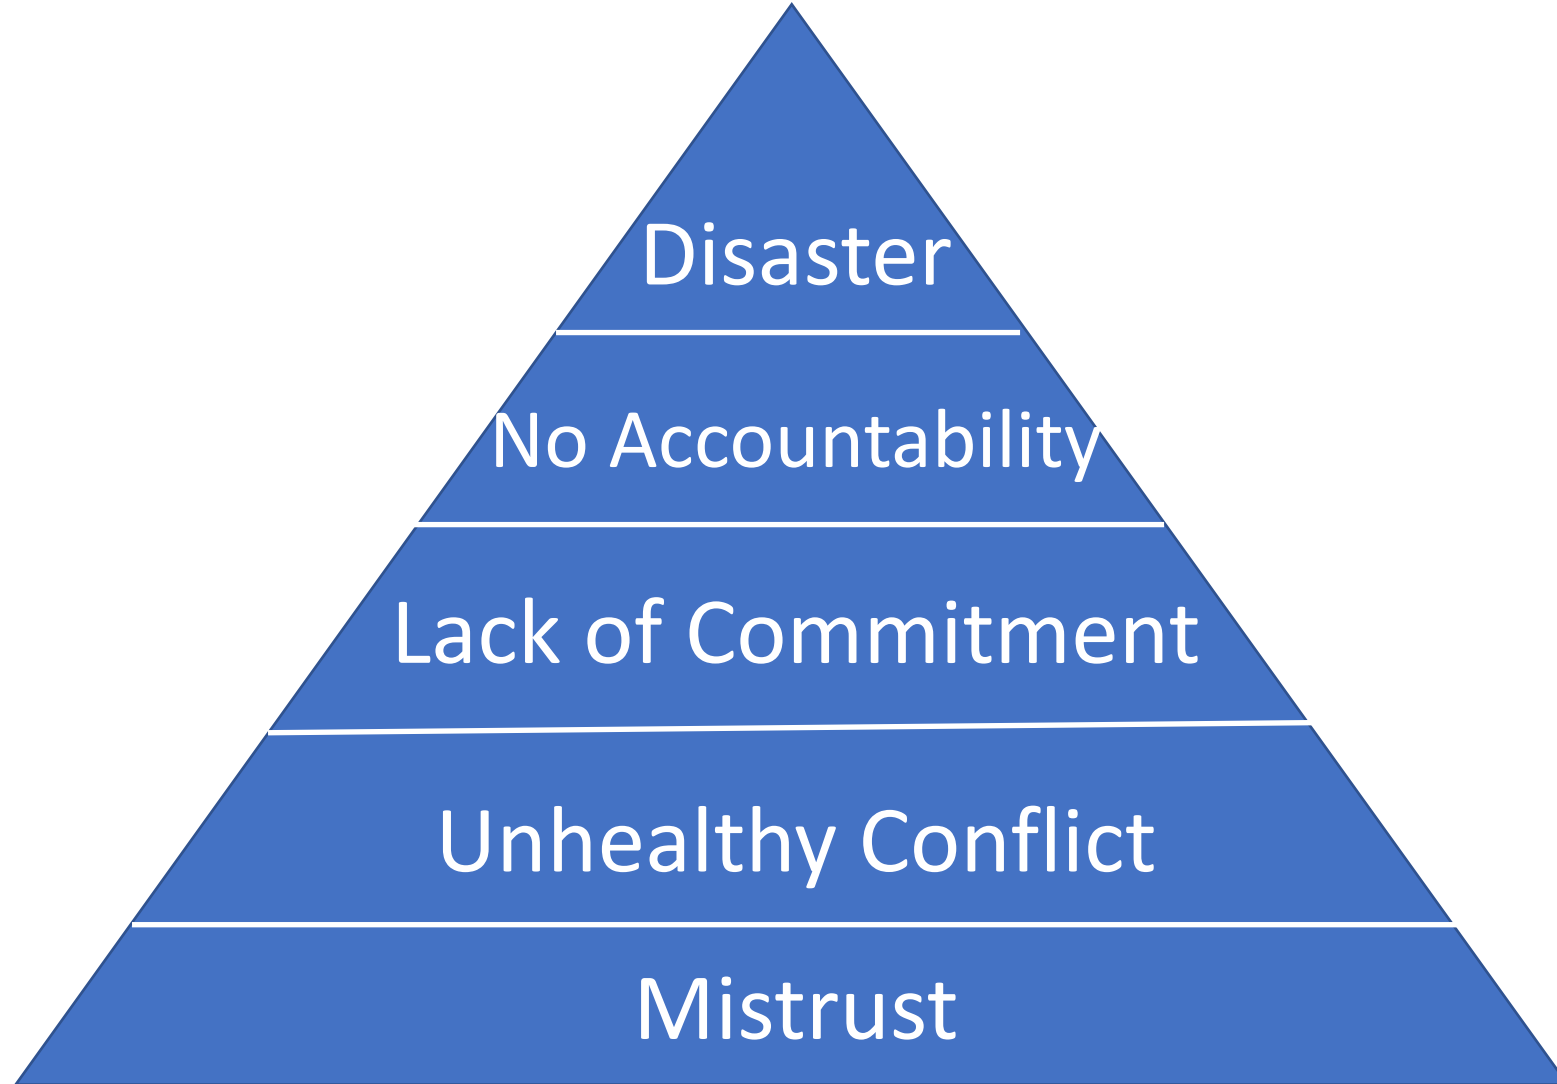 Disaster
No Accountability
Lack of Commitment
Unhealthy Conflict
Mistrust